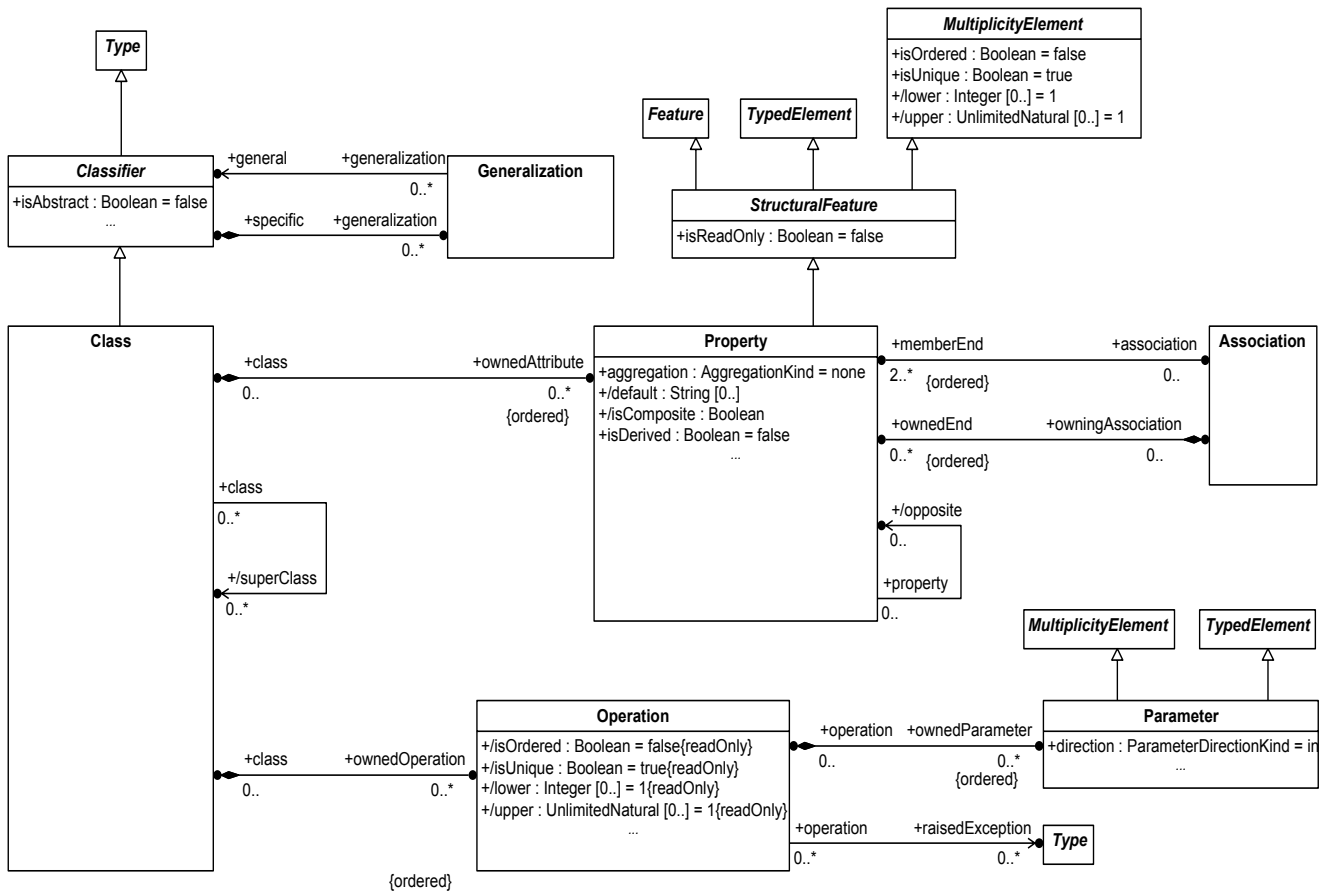 MultiplicityElement
+isOrdered : Boolean = false
+isUnique : Boolean = true
+/lower : Integer [0..] = 1
+/upper : UnlimitedNatural [0..] = 1
Type
Feature
TypedElement
Classifier
+isAbstract : Boolean = false
...
+general
+generalization
0..*
+specific
+generalization
0..*
Generalization
StructuralFeature
+isReadOnly : Boolean = false
Class
+class
0..
+ownedAttribute
0..*
{ordered}
Property
+aggregation : AggregationKind = none
+/default : String [0..]
+/isComposite : Boolean
+isDerived : Boolean = false
...
+memberEnd
2..*
{ordered}
+association
0..
+ownedEnd
0..*
{ordered}
+owningAssociation
0..
Association
+class
0..*
+/superClass
0..*
+/opposite
0..
+property
0..
MultiplicityElement
TypedElement
+class
0..
+ownedOperation
0..*
{ordered}
Operation
+/isOrdered : Boolean = false{readOnly}
+/isUnique : Boolean = true{readOnly}
+/lower : Integer [0..] = 1{readOnly}
+/upper : UnlimitedNatural [0..] = 1{readOnly}
...
+operation
0..
+ownedParameter
0..*
{ordered}
Parameter
+direction : ParameterDirectionKind = in
...
+operation
0..*
+raisedException
0..*
Type